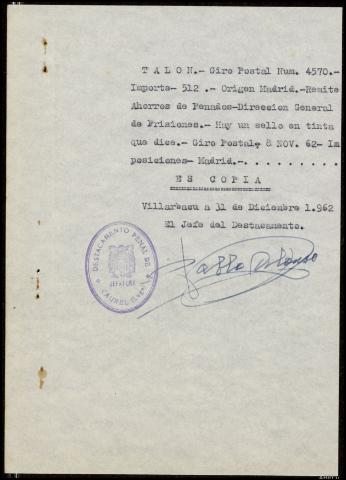 T A L O N.- Giro Postal Num. 4570.-
Importe- 512 .- Origen Madrid.-Remite
Ahorros de Penados-Direccion General
de Prisiones.- Hay un sello en tinta
que dice.- Giro Postal, 8 NOV. 62- Im
posiciones- Madrid.-. . . . . . . . .
ES COPIA
Villarbacu a 31 de Diciembre 1.962
El Jefe del Destacamento.
DESTACAMENTO PENAL DE
JEFATURA